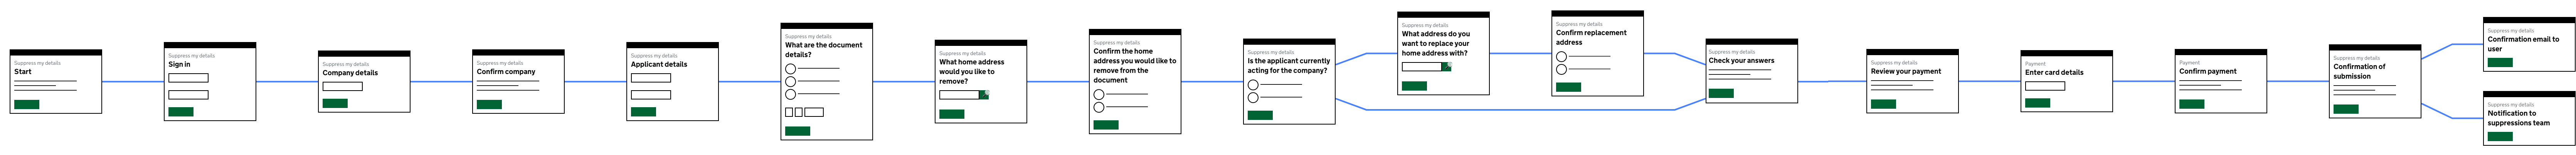 Suppress my details
Start
Suppress my details
Sign in
Suppress my details
Company details
Suppress my details
Confirm company
Suppress my details
Applicant details
Suppress my details
What are the document
details?
Suppress my details
What home address
would you like to
remove?
Suppress my details
Confirm the home
address you would like to
remove from the
document
Suppress my details
Is the applicant currently
acting for the company?
Suppress my details
What address do you
want to replace your
home address with?
Suppress my details
Confirm replacement
address
Suppress my details
Check your answers
Suppress my details
Review your payment
Payment
Enter card details
Payment
Confirm payment
Suppress my details
Confirmation of
submission
Suppress my details
Confirmation email to
user
Suppress my details
Notification to
suppressions team